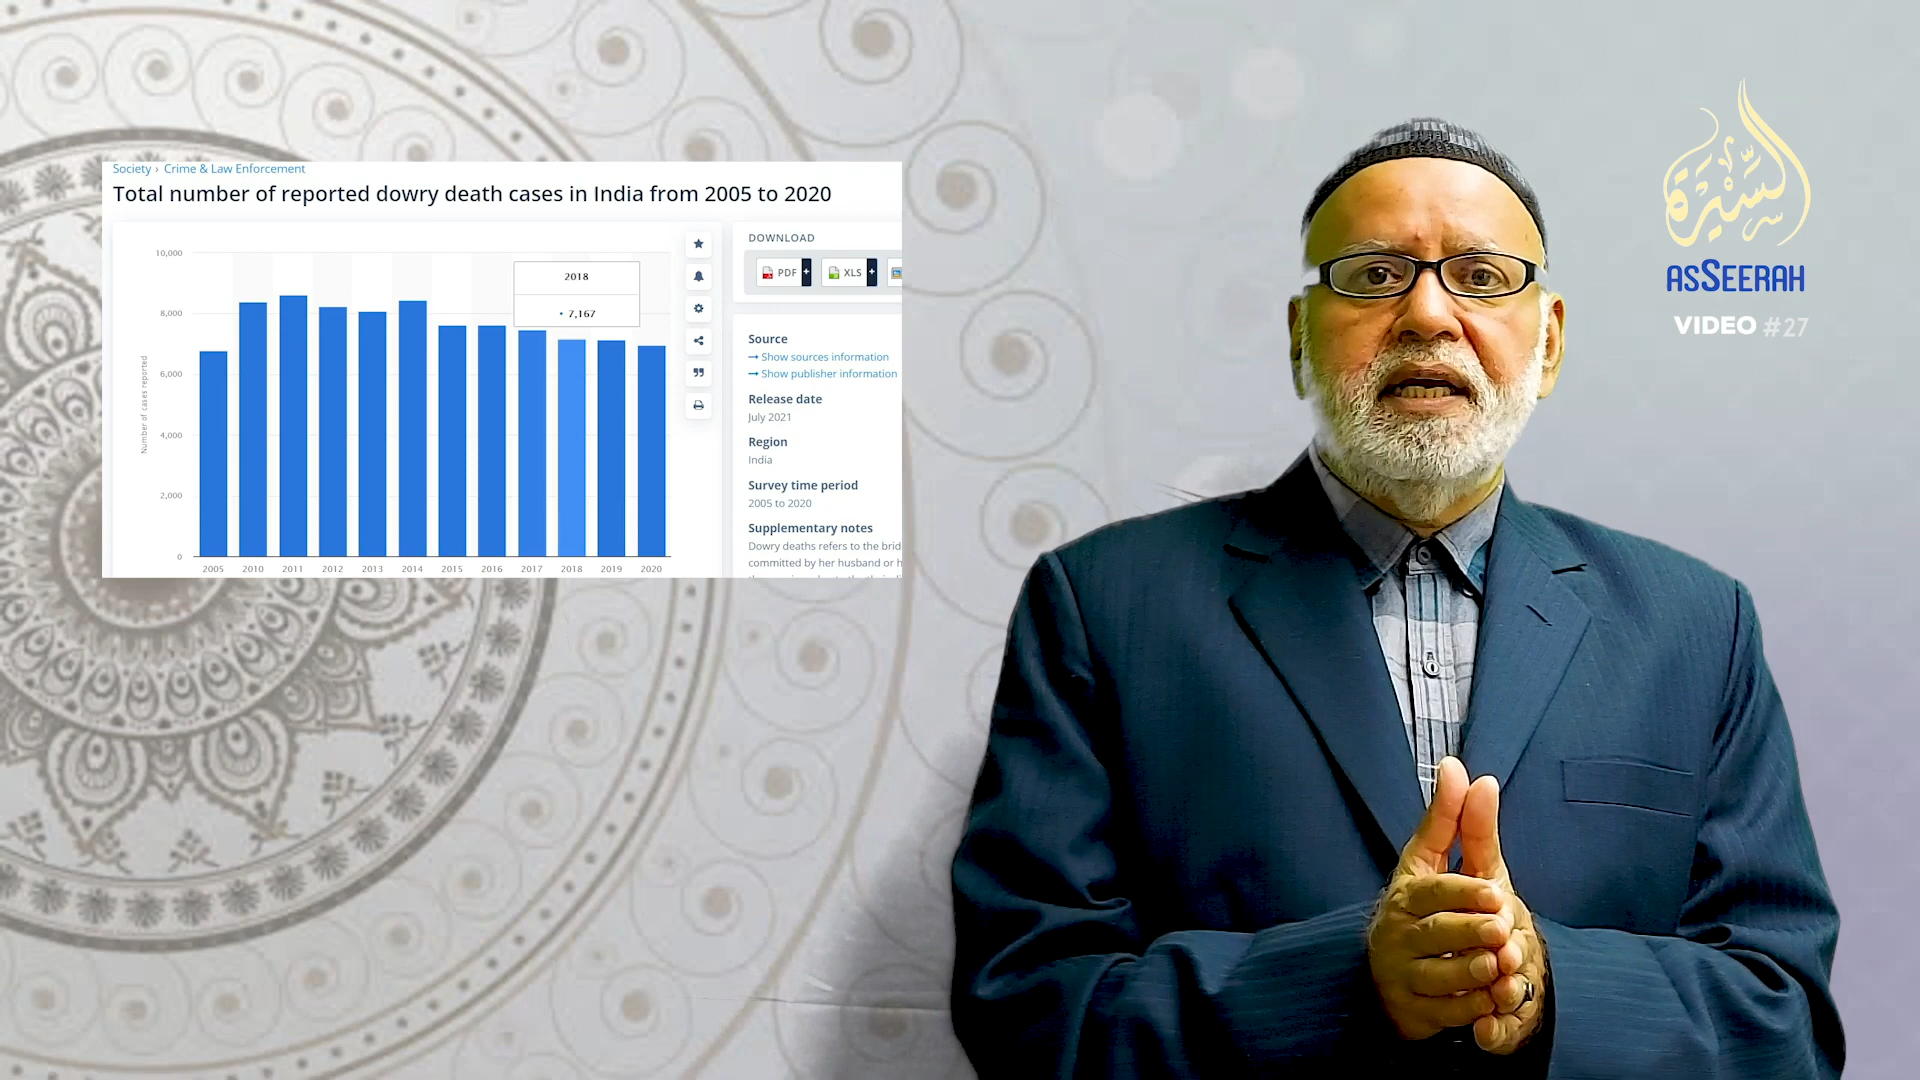 Society › Crime & Law Enforcement
Total number of reported dowry death cases in India from 2005 to 2020
Number of cases reported
10,000
8,000
6,000
4,000
2,000
0
2005 2010 2011 2012 2013 2014 2015 2016 2017 2018 2019 2020
2018
• 7,167
DOWNLOAD
PDF + XLS +
Source
→ Show sources information
→ Show publisher information
Release date
July 2021
Region
India
Survey time period
2005 to 2020
Supplementary notes
Dowry deaths refers to the brid
committed by her husband or h
السيرة
ASSEERAH
VIDEO #27